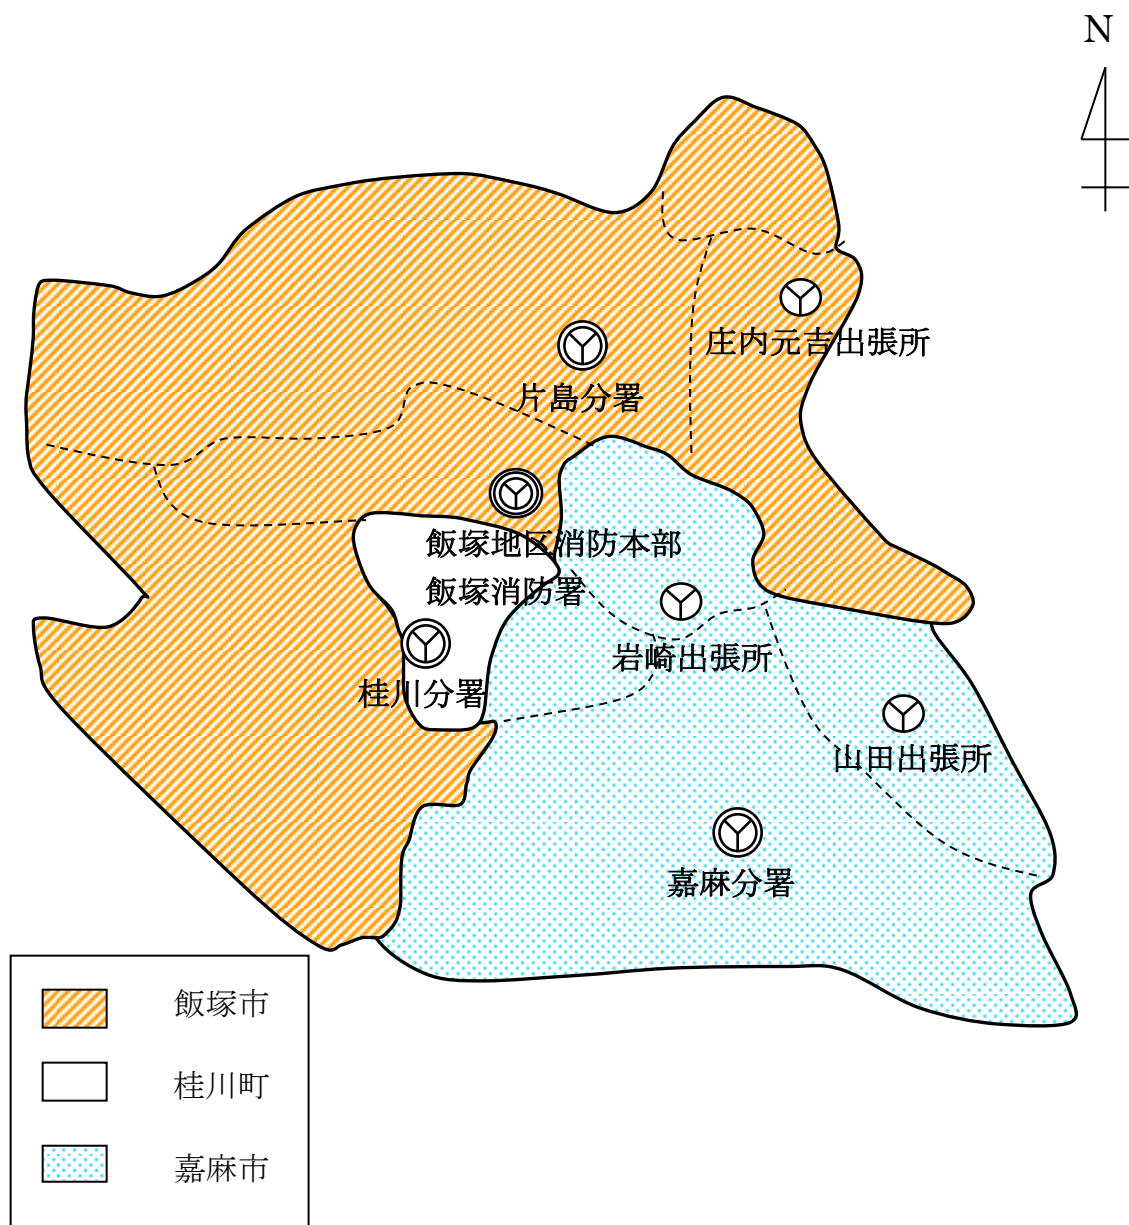 N
庄内元吉出張所
片島分署
飯塚地区消防本部
飯塚消防署
岩崎出張所
桂川分署
山田出張所
嘉麻分署
飯塚市
桂川町
嘉麻市